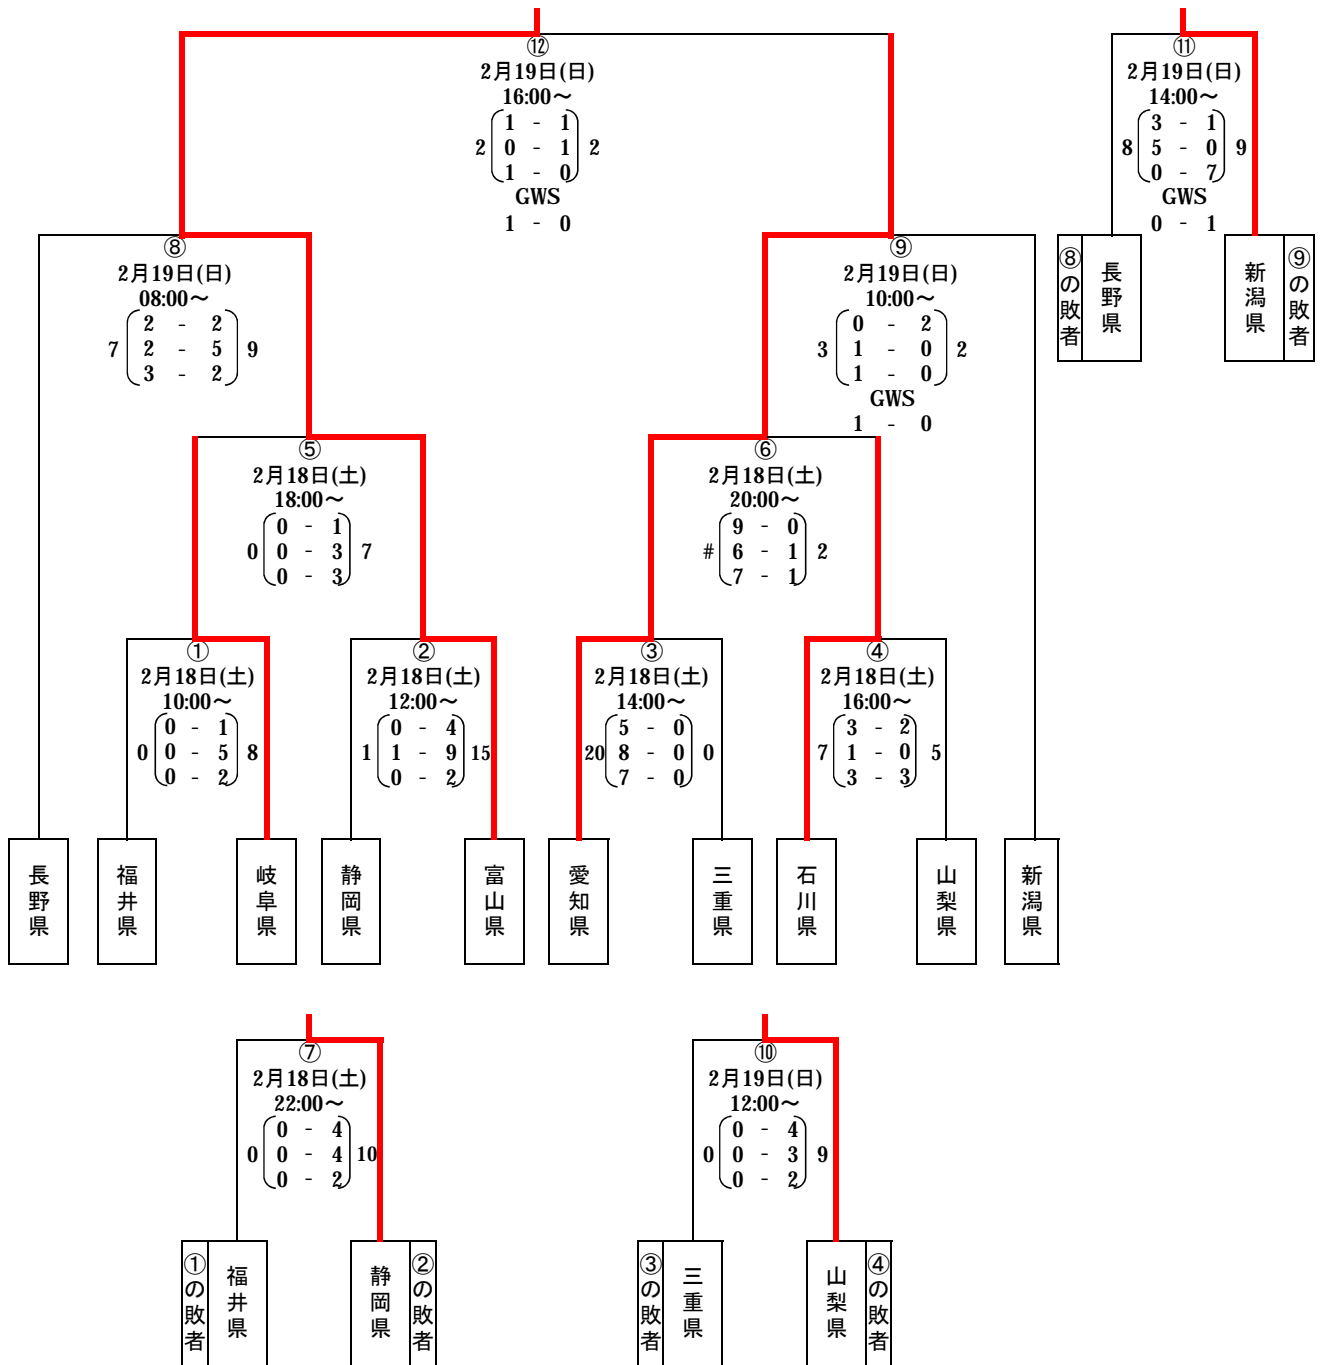 ⑫
2月19日(日)
16:00～
1 - 1
2 0 - 1 2
1 - 0
GWS
1 - 0
⑪
2月19日(日)
14:00～
3 - 1
8 5 - 0 9
0 - 7
GWS
0 - 1
⑧の敗者
長野県
新潟県
⑨の敗者
⑧
2月19日(日)
08:00～
2 - 2
7 2 - 5 9
3 - 2
⑨
2月19日(日)
10:00～
0 - 2
3 1 - 0 2
1 - 0
GWS
1 - 0
⑤
2月18日(土)
18:00～
0 - 1
0 0 - 3 7
0 - 3
⑥
2月18日(土)
20:00～
9 - 0
# 6 - 1 2
7 - 1
①
2月18日(土)
10:00～
0 - 1
0 0 - 5 8
0 - 2
②
2月18日(土)
12:00～
0 - 4
1 1 - 9 15
0 - 2
③
2月18日(土)
14:00～
5 - 0
20 8 - 0 0
7 - 0
④
2月18日(土)
16:00～
3 - 2
7 1 - 0 5
3 - 3
長野県
福井県
岐阜県
静岡県
富山県
愛知県
三重県
石川県
山梨県
新潟県
⑦
2月18日(土)
22:00～
0 - 4
0 0 - 4 10
0 - 2
⑩
2月19日(日)
12:00～
0 - 4
0 0 - 3 9
0 - 2
①の敗者
福井県
静岡県
②の敗者
③の敗者
三重県
山梨県
④の敗者